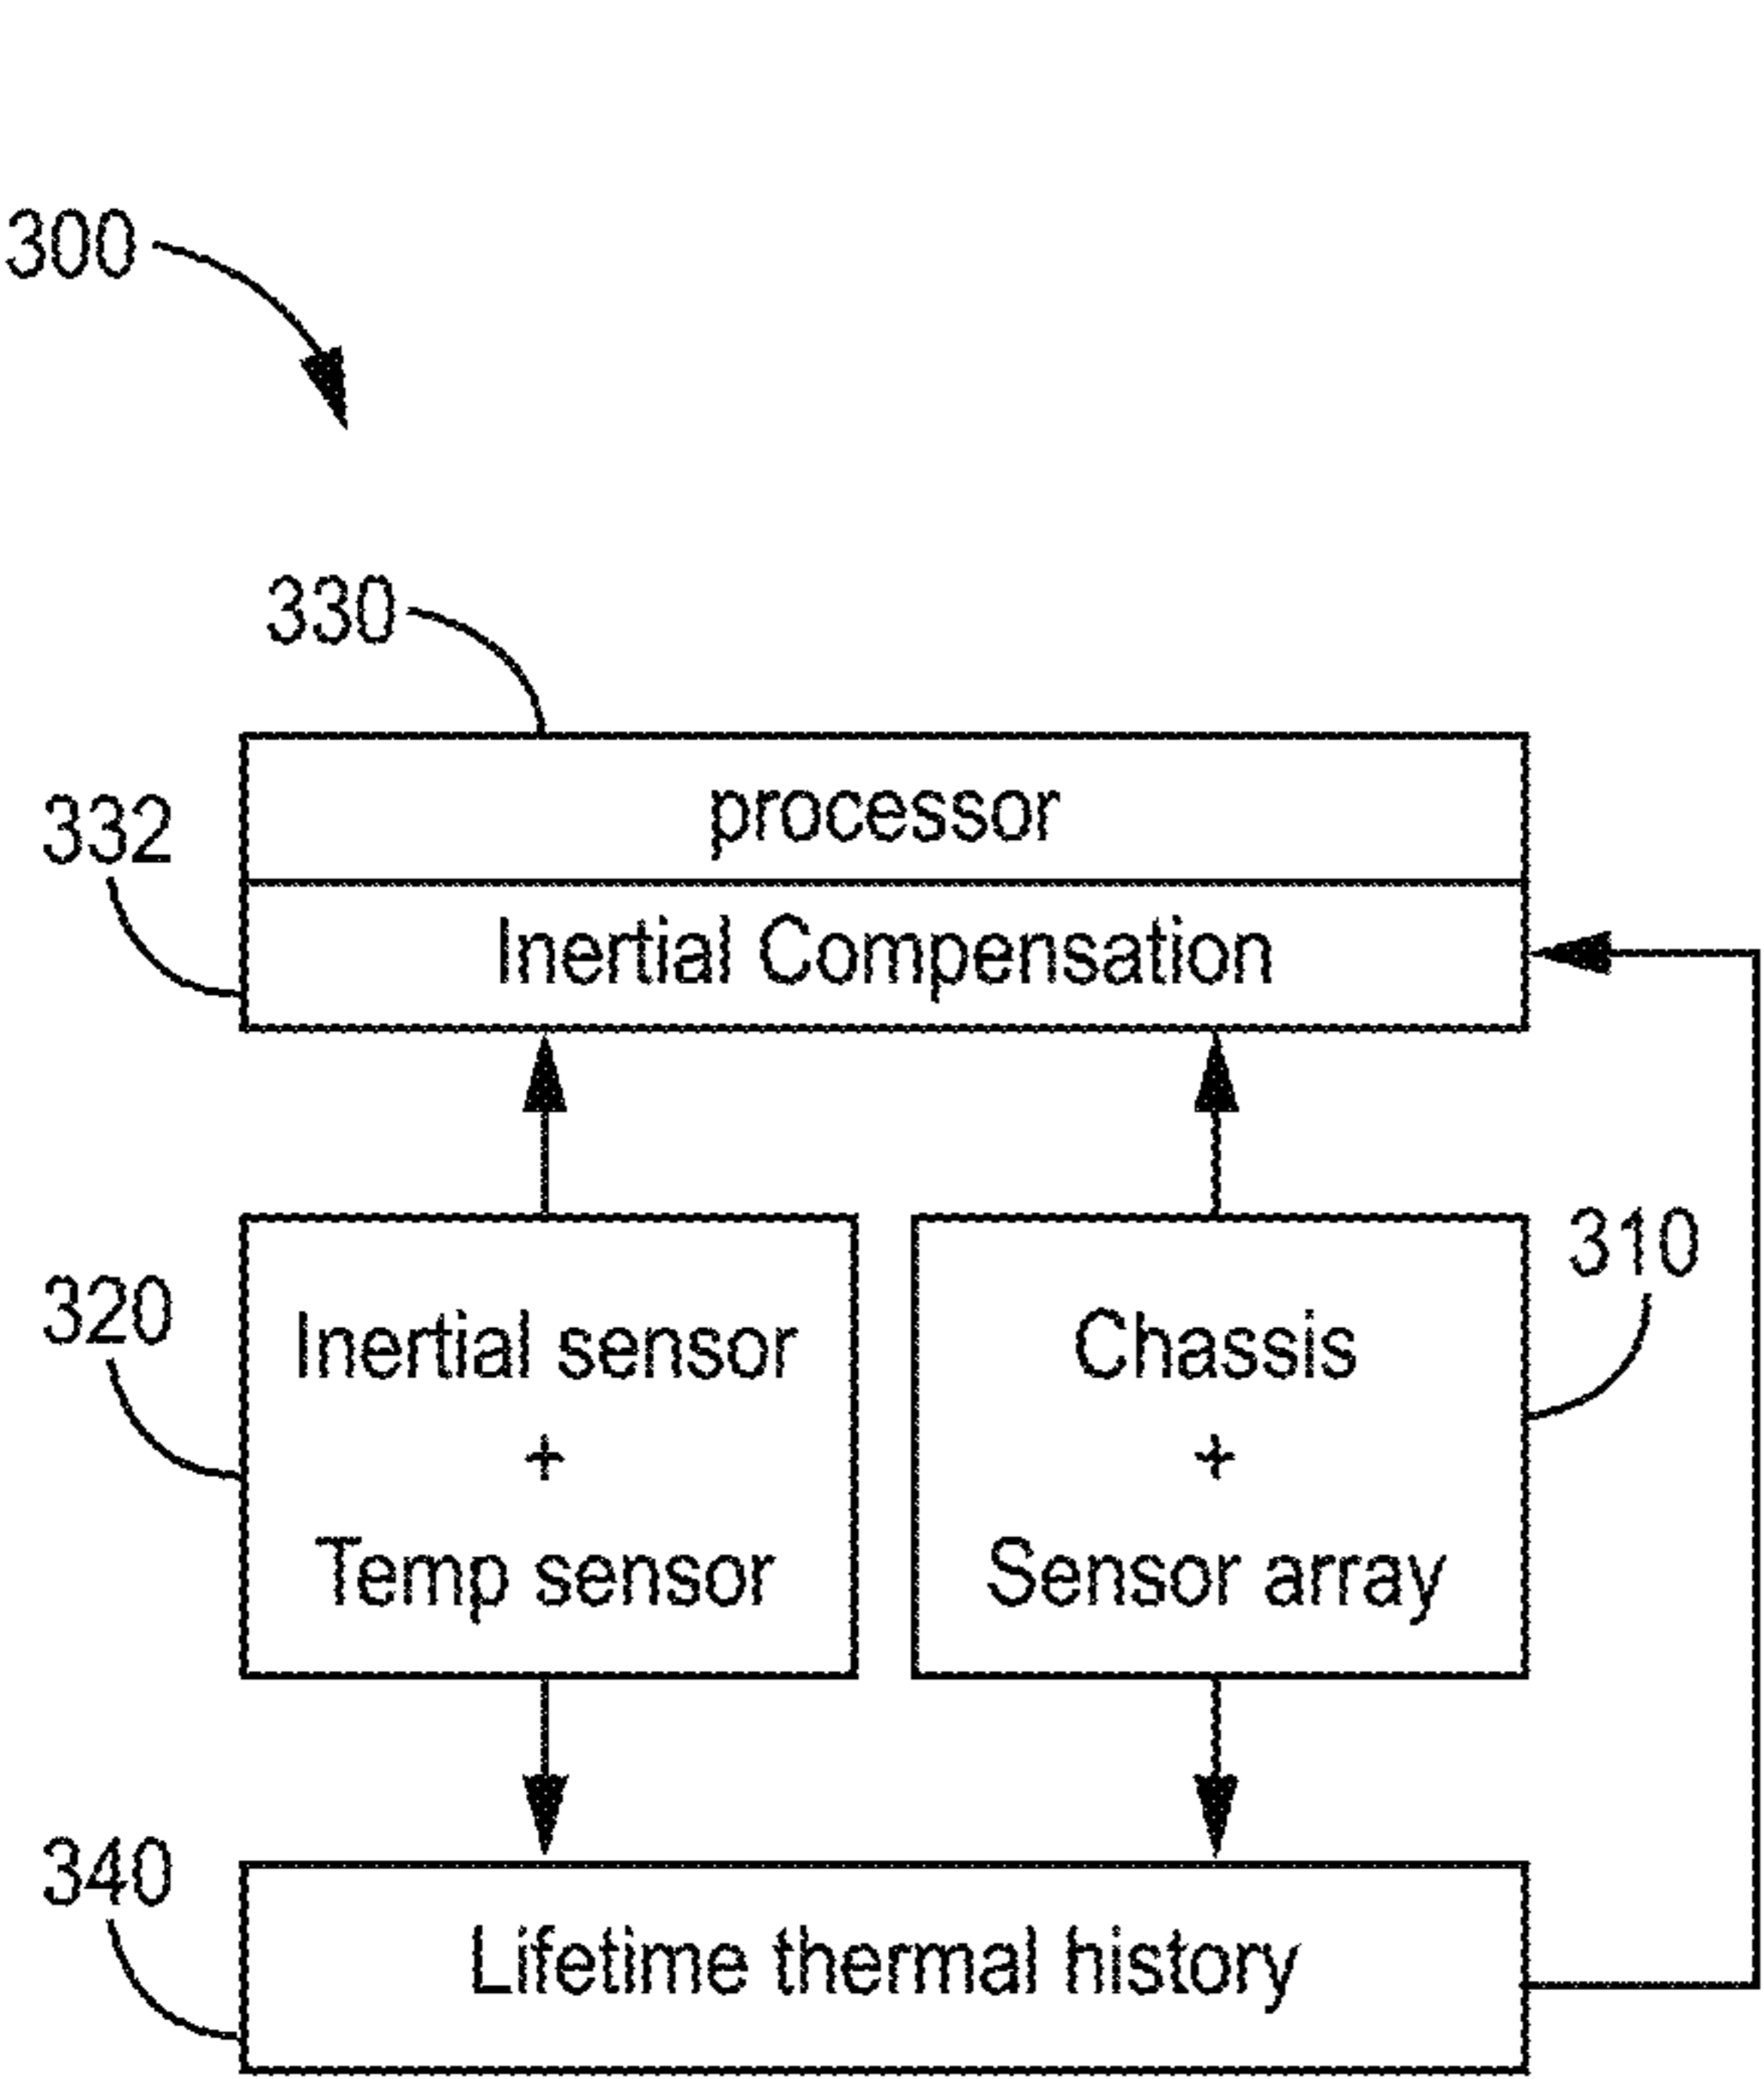 300
330
processor
332
Inertial Compensation
310
320
Inertial sensor
+
Temp sensor
Chassis
+
Sensor array
340
Lifetime thermal history